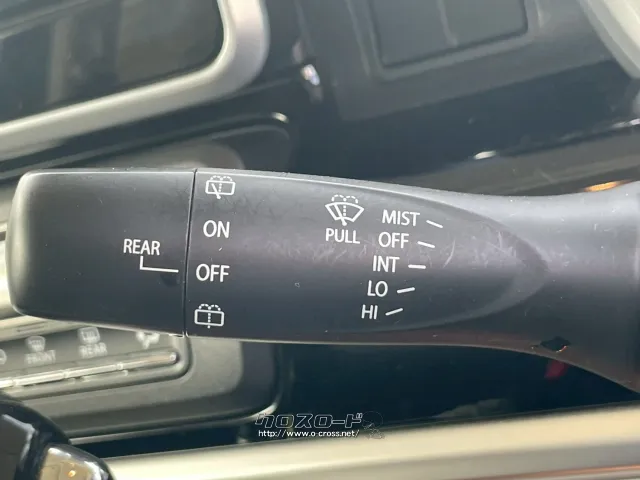 REAR
ON
OFF
PULL
MIST
OFF
INT
LO
HI
FRONT
REAR
クロスロード
http://www.o-cross.net/